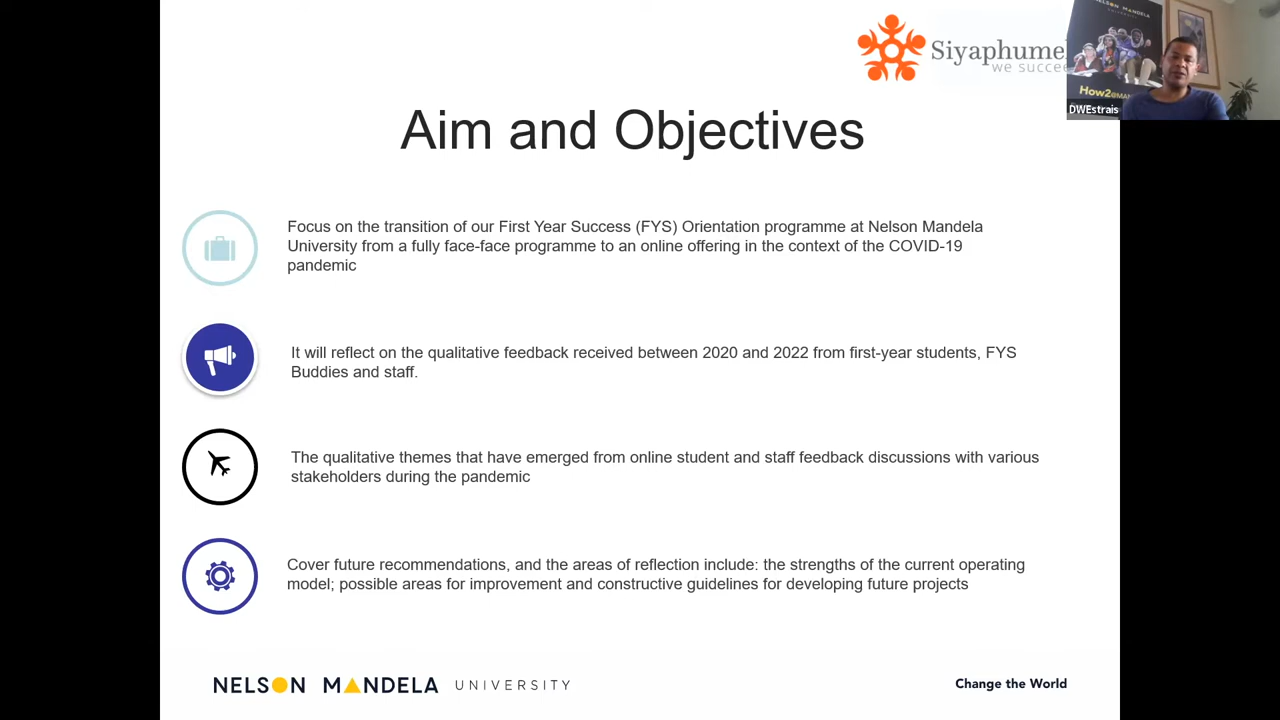 Siyaphume
we succee
NELSON MANDELA
How2
DWEstrais
Aim and Objectives
Focus on the transition of our First Year Success (FYS) Orientation programme at Nelson Mandela
University from a fully face-face programme to an online offering in the context of the COVID-19
pandemic
It will reflect on the qualitative feedback received between 2020 and 2022 from first-year students, FYS
Buddies and staff.
The qualitative themes that have emerged from online student and staff feedback discussions with various
stakeholders during the pandemic
Cover future recommendations, and the areas of reflection include: the strengths of the current operating
model; possible areas for improvement and constructive guidelines for developing future projects
NELSON MANDELA UNIVERSITY
Change the World